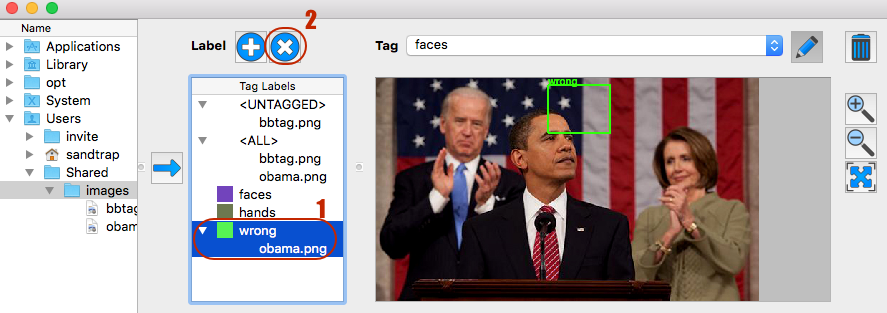 Name
Applications
Library
opt
System
Users
invite
sandtrap
Shared
images
bbtag
obam
Label
2
Tag
faces
Tag Labels
<UNTAGGED>
bbtag.png
<ALL>
bbtag.png
obama.png
faces
hands
1
wrong
obama.png
wrong